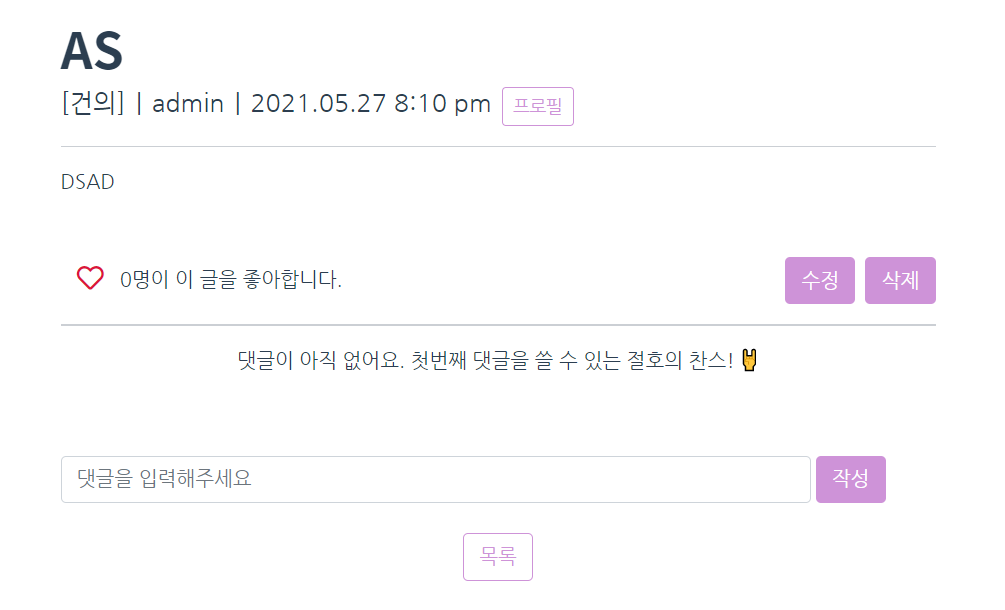 AS
[건의] | admin | 2021.05.27 8:10 pm 프로필
DSAD
0명이 이 글을 좋아합니다. 수정 삭제
댓글이 아직 없어요. 첫번째 댓글을 쓸 수 있는 절호의 찬스! 🤘
댓글을 입력해주세요 작성
목록